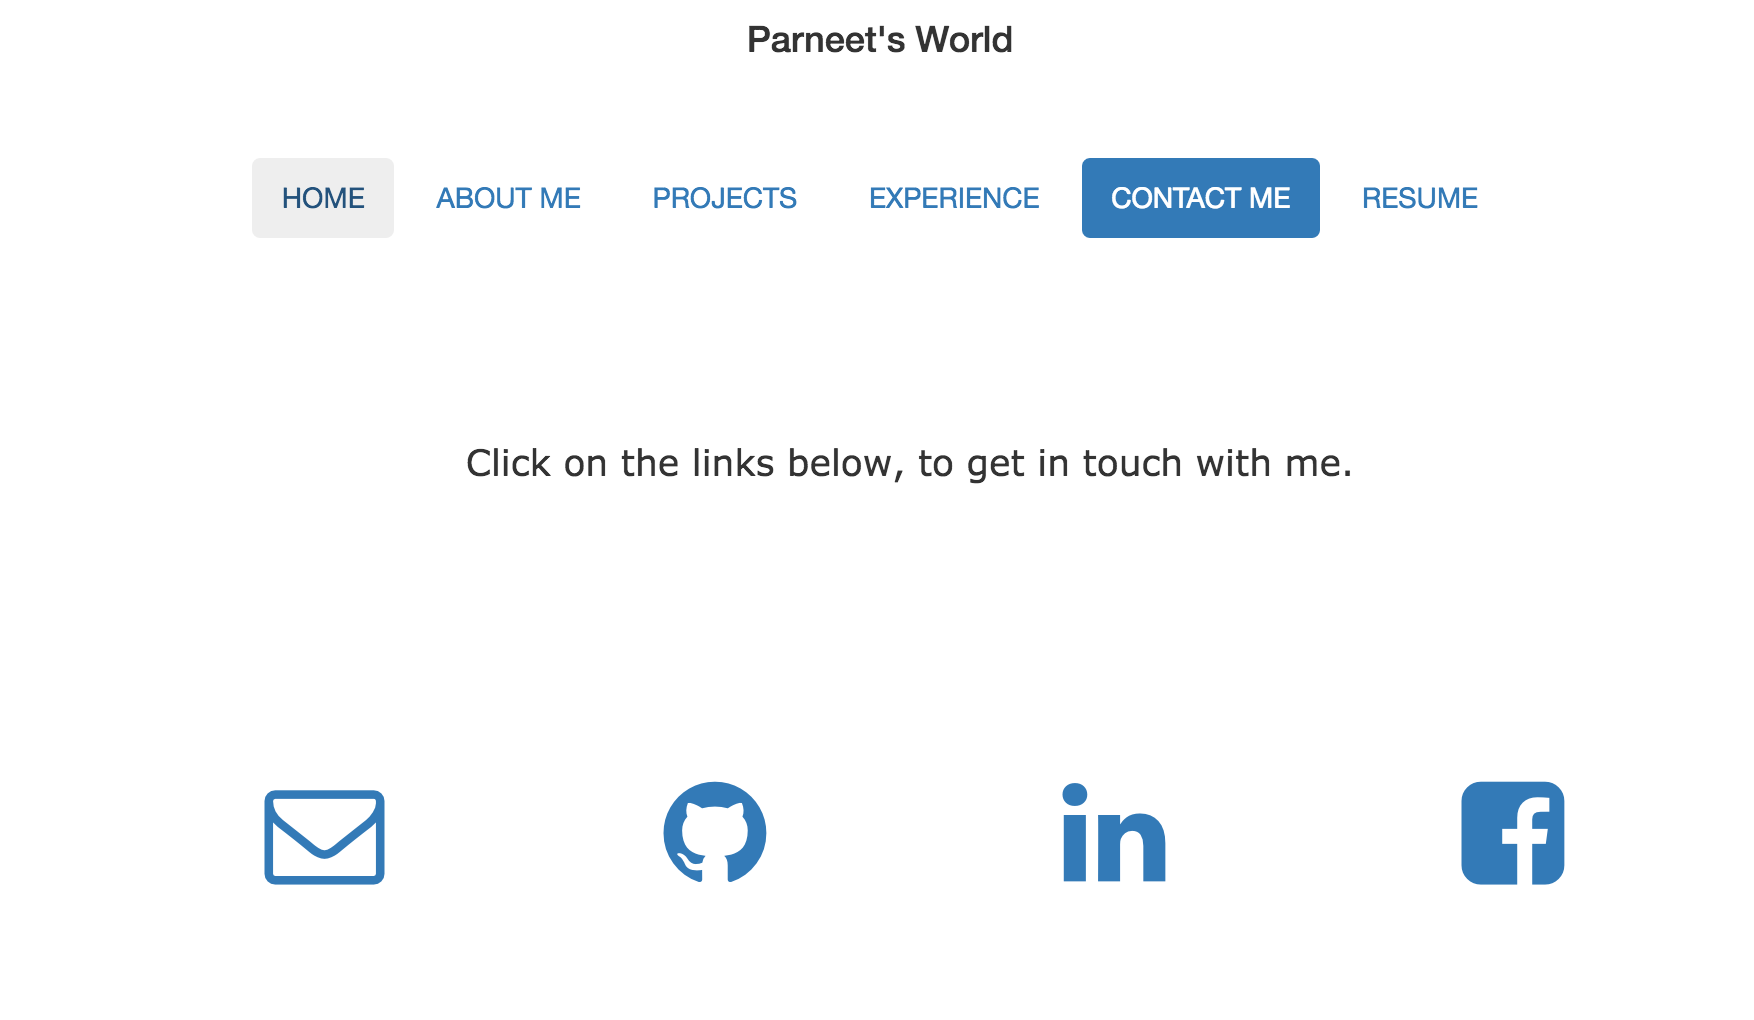 Parneet's World
HOME ABOUT ME PROJECTS EXPERIENCE CONTACT ME RESUME
Click on the links below, to get in touch with me.
in f